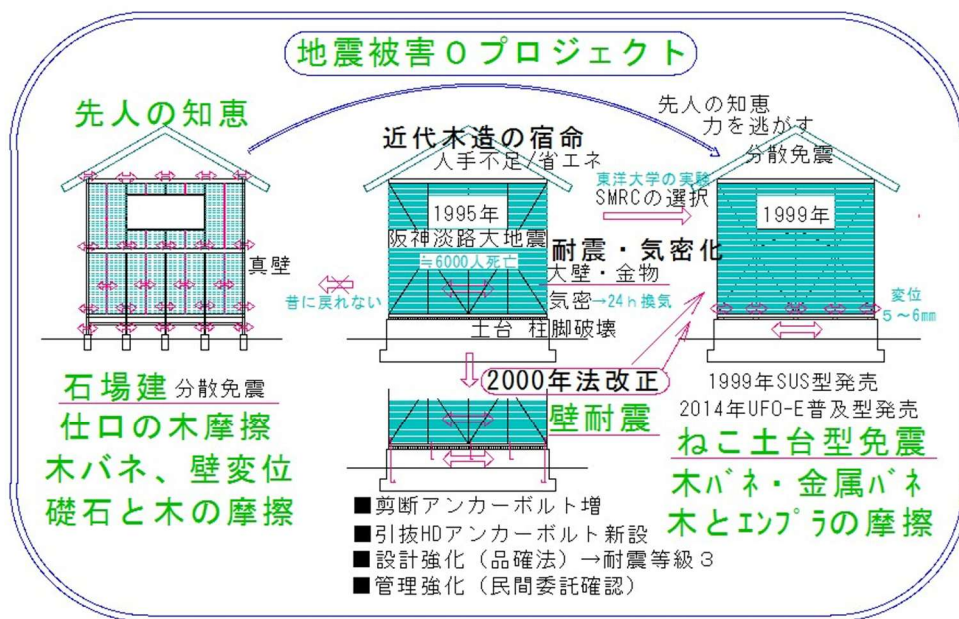 地震被害０プロジェクト
先人の知恵
真壁
石場建 分散免震
仕口の木摩擦
木バネ、壁変位
礎石と木の摩擦
近代木造の宿命
人手不足/省エネ
1995年
阪神淡路大地震
≒6000人死亡
昔に戻れない
耐震・気密化
大壁・金物
気密→24ｈ換気
土台 柱脚破壊
2000年法改正
壁耐震
■剪断アンカーボルト増
■引抜HDアンカーボルト新設
■設計強化（品確法）→耐震等級３
■管理強化（民間委託確認）
東洋大学の実験
SMRCの選択
先人の知恵
力を逃がす
分散免震
1999年
変位
５～６㎜
1999年SUS型発売
2014年UFO-E普及型発売
ねこ土台型免震
木ﾊﾞﾈ・金属ﾊﾞﾈ
木とｴﾝﾌﾟﾗの摩擦